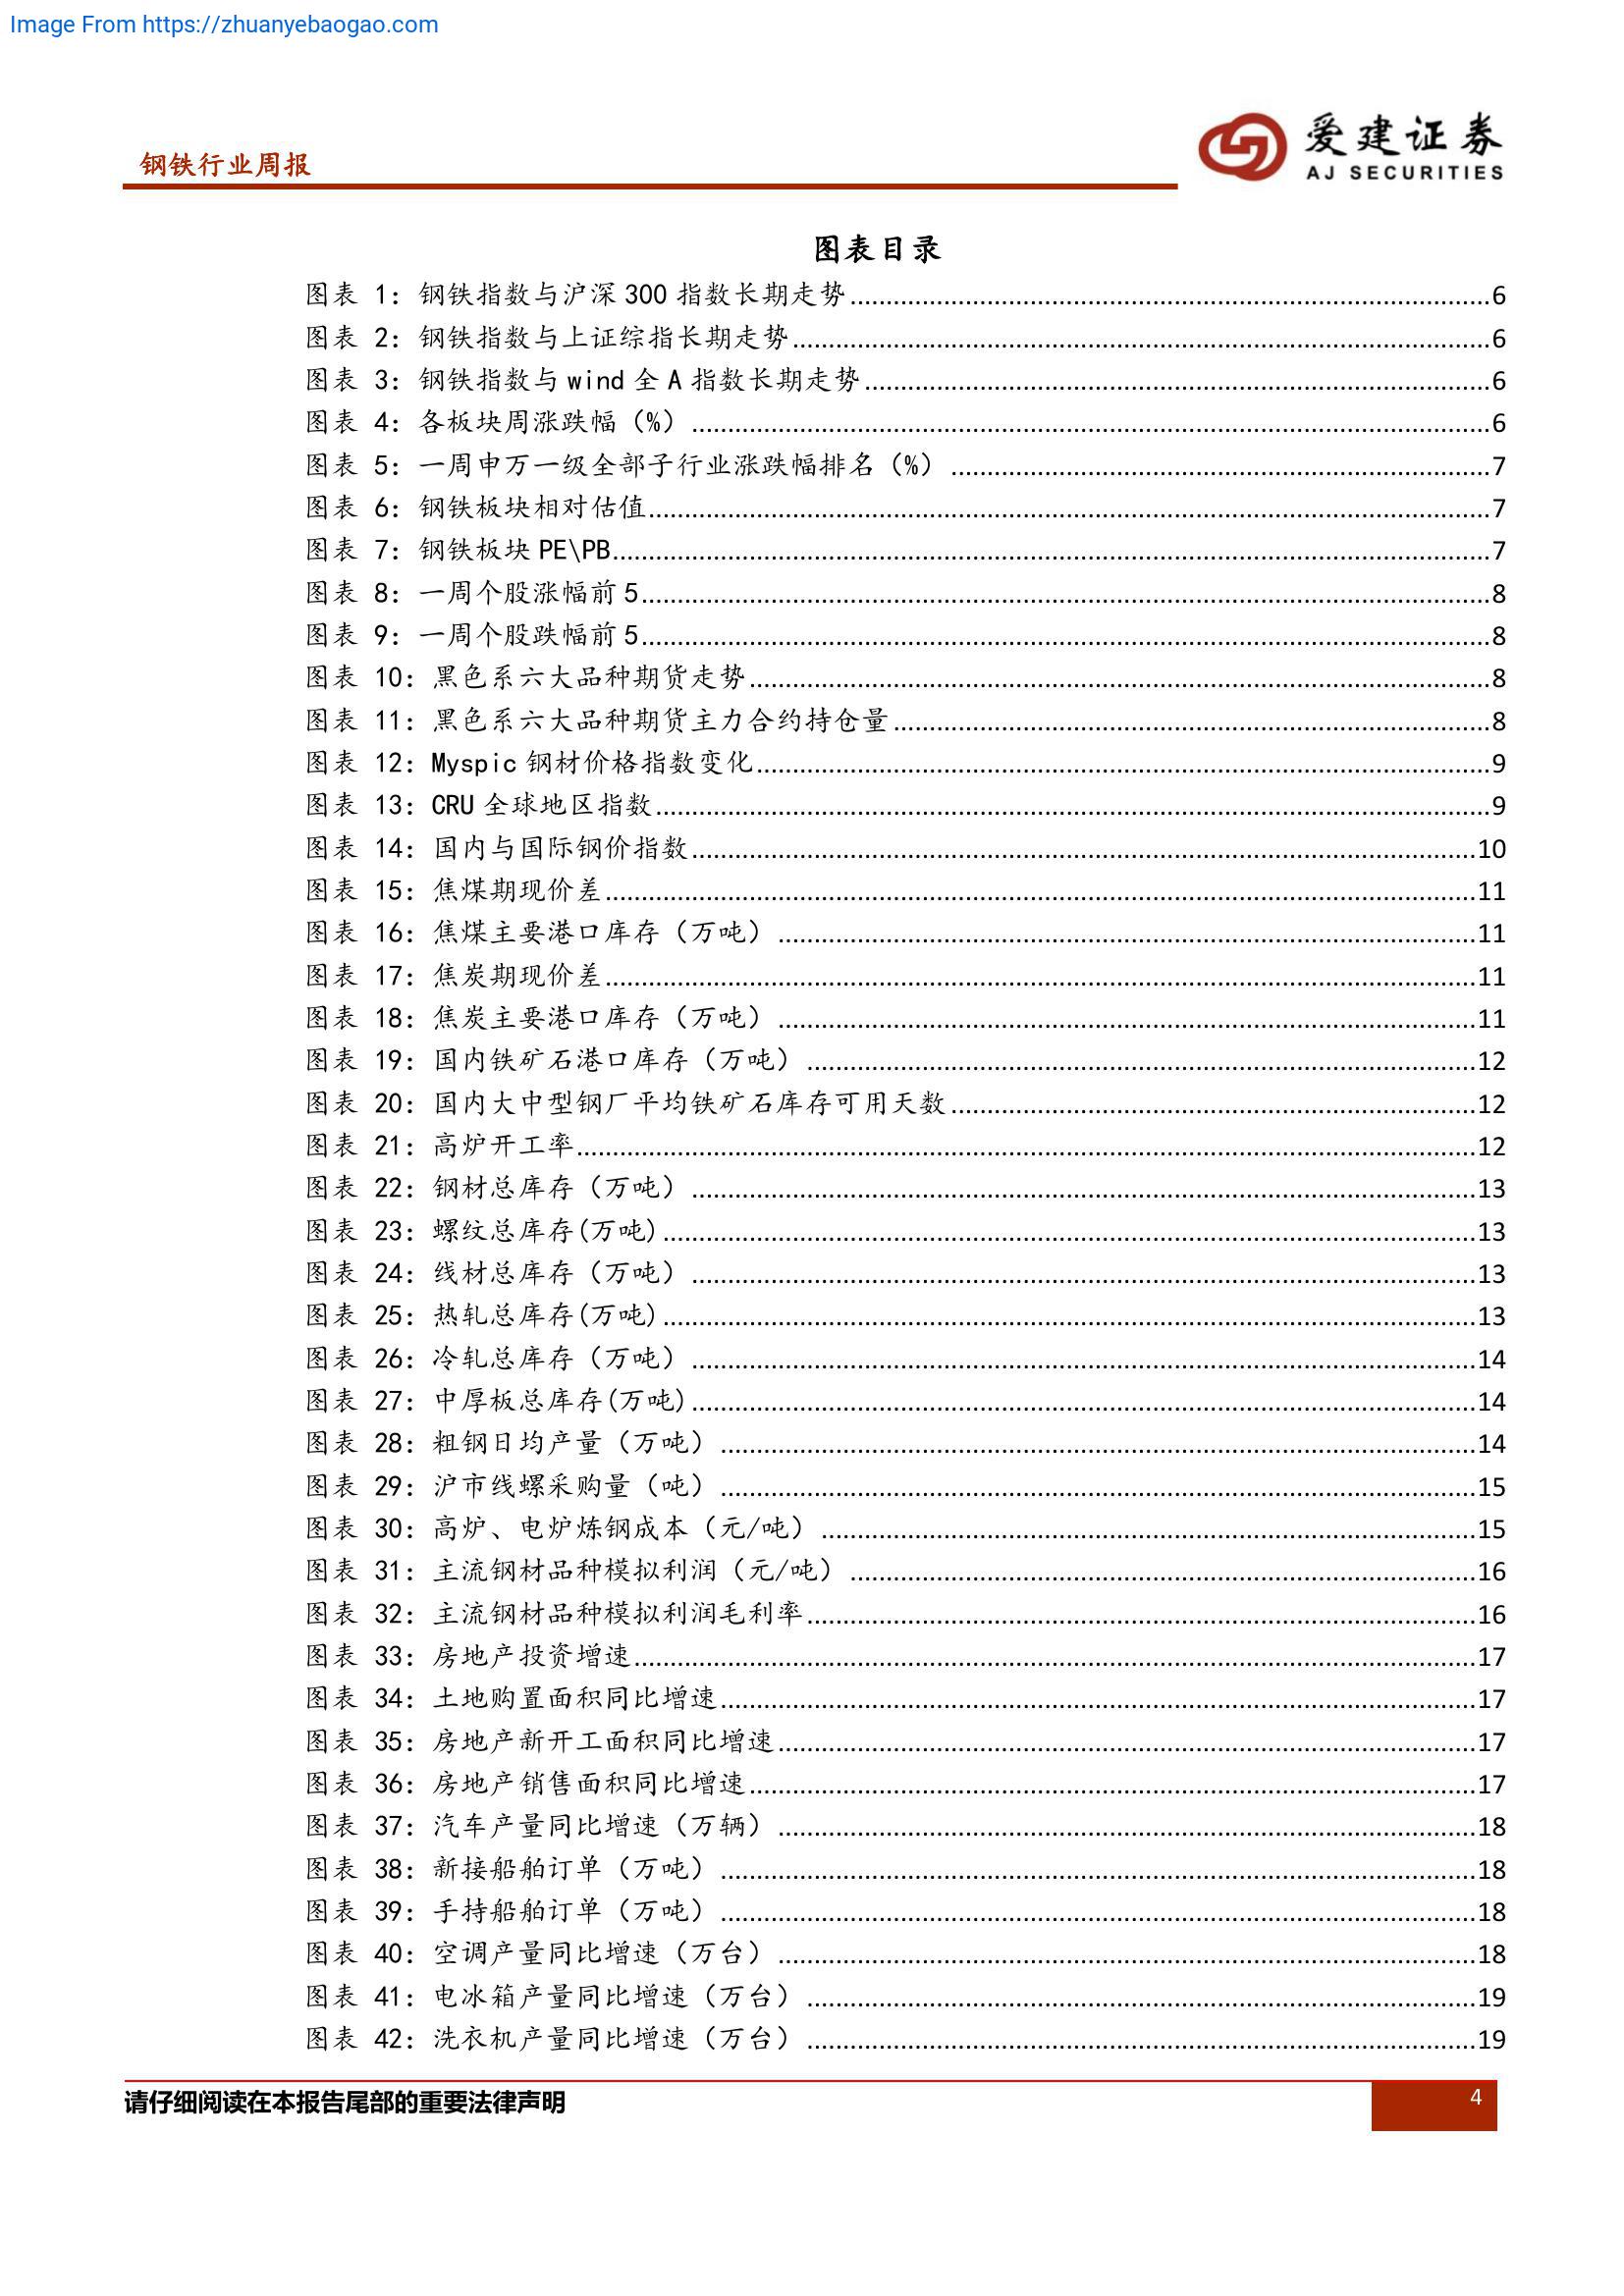 Image From https://zhuanyebaogao.com
爱建证券
AJ SECURITIES
钢铁行业周报
图表目录
图表 1：钢铁指数与沪深 300 指数长期走势........6
图表 2：钢铁指数与上证综指长期走势........6
图表 3：钢铁指数与 wind 全 A 指数长期走势........6
图表 4：各板块周涨跌幅（%）........6
图表 5：一周申万一级全部子行业涨跌幅排名（%）........7
图表 6：钢铁板块相对估值........7
图表 7：钢铁板块 PE\PB........7
图表 8：一周个股涨幅前 5........8
图表 9：一周个股跌幅前 5........8
图表 10：黑色系六大品种期货走势........8
图表 11：黑色系六大品种期货主力合约持仓量........8
图表 12：Myspic 钢材价格指数变化........9
图表 13：CRU 全球地区指数........9
图表 14：国内与国际钢价指数........10
图表 15：焦煤期现价差........11
图表 16：焦煤主要港口库存（万吨）........11
图表 17：焦炭期现价差........11
图表 18：焦炭主要港口库存（万吨）........11
图表 19：国内铁矿石港口库存（万吨）........12
图表 20：国内大中型钢厂平均铁矿石库存可用天数........12
图表 21：高炉开工率........12
图表 22：钢材总库存（万吨）........13
图表 23：螺纹总库存(万吨)........13
图表 24：线材总库存（万吨）........13
图表 25：热轧总库存(万吨)........13
图表 26：冷轧总库存（万吨）........14
图表 27：中厚板总库存(万吨)........14
图表 28：粗钢日均产量（万吨）........14
图表 29：沪市线螺采购量（吨）........15
图表 30：高炉、电炉炼钢成本（元/吨）........15
图表 31：主流钢材品种模拟利润（元/吨）........16
图表 32：主流钢材品种模拟利润毛利率........16
图表 33：房地产投资增速........17
图表 34：土地购置面积同比增速........17
图表 35：房地产新开工面积同比增速........17
图表 36：房地产销售面积同比增速........17
图表 37：汽车产量同比增速（万辆）........18
图表 38：新接船舶订单（万吨）........18
图表 39：手持船舶订单（万吨）........18
图表 40：空调产量同比增速（万台）........18
图表 41：电冰箱产量同比增速（万台）........19
图表 42：洗衣机产量同比增速（万台）........19
请仔细阅读在本报告尾部的重要法律声明
4